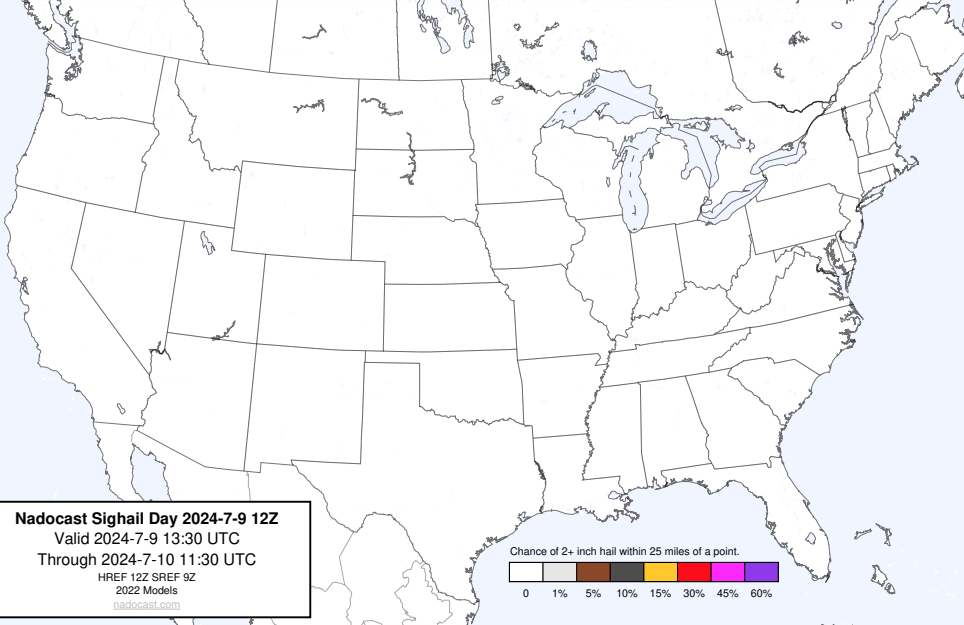 Nadocast Sighail Day 2024-7-9 12Z
Valid 2024-7-9 13:30 UTC
Through 2024-7-10 11:30 UTC
HREF 12Z SREF 9Z
2022 Models
nadocast.com
Chance of 2+ inch hail within 25 miles of a point.
0 1% 5% 10% 15% 30% 45% 60%